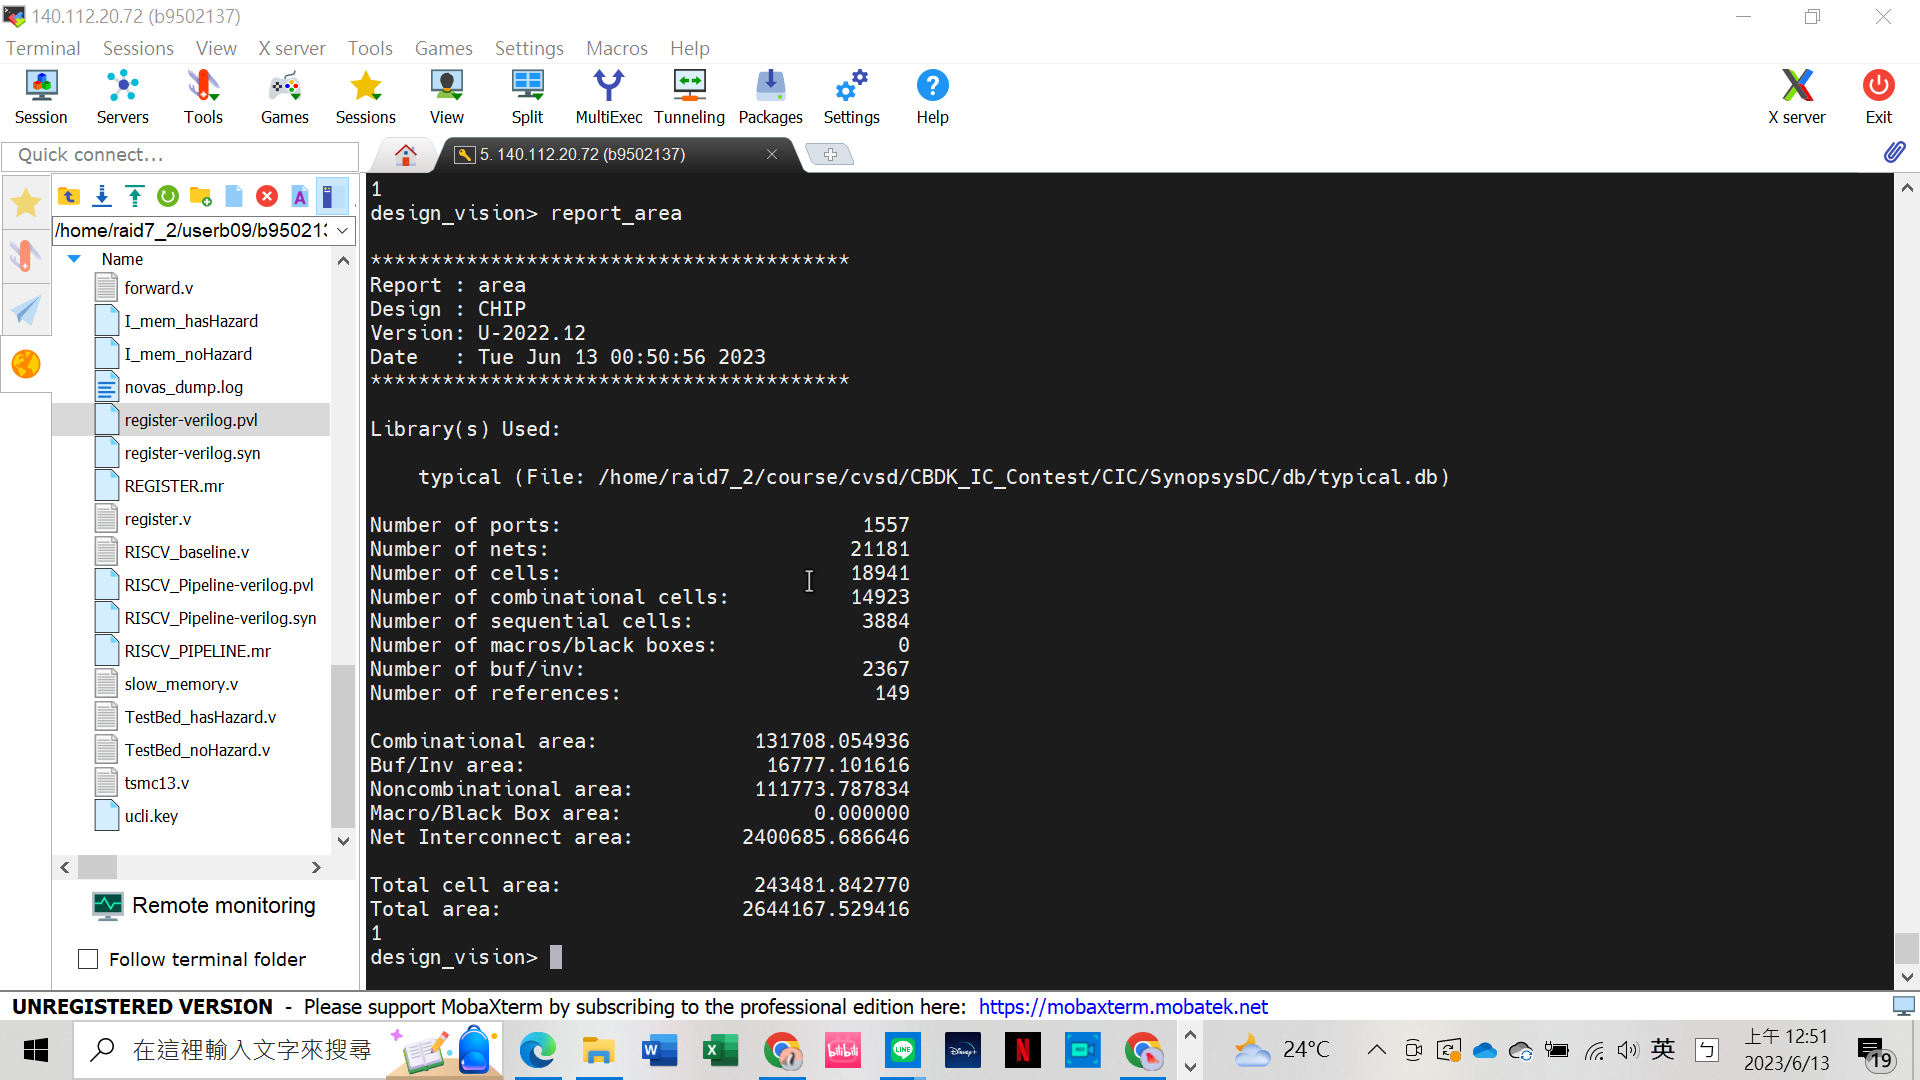 140.112.20.72 (b9502137)
Terminal Sessions View X server Tools Games Settings Macros Help
Session Servers Tools Games Sessions View Split MultiExec Tunneling Packages Settings Help X server Exit
Quick connect...
5. 140.112.20.72 (b9502137)
/home/raid7_2/userb09/b95021
Name
forward.v
I_mem_hasHazard
I_mem_noHazard
novas_dump.log
register-verilog.pvl
register-verilog.syn
REGISTER.mr
register.v
RISCV_baseline.v
RISCV_Pipeline-verilog.pvl
RISCV_Pipeline-verilog.syn
RISCV_PIPELINE.mr
slow_memory.v
TestBed_hasHazard.v
TestBed_noHazard.v
tsmc13.v
ucli.key
Remote monitoring
Follow terminal folder
1
design_vision> report_area
****************************************
Report : area
Design : CHIP
Version: U-2022.12
Date   : Tue Jun 13 00:50:56 2023
****************************************
Library(s) Used:
typical (File: /home/raid7_2/course/cvsd/CBDK_IC_Contest/CIC/SynopsysDC/db/typical.db)
Number of ports: 1557
Number of nets: 21181
Number of cells: 18941
Number of combinational cells: 14923
Number of sequential cells: 3884
Number of macros/black boxes: 0
Number of buf/inv: 2367
Number of references: 149
Combinational area: 131708.054936
Buf/Inv area: 16777.101616
Noncombinational area: 111773.787834
Macro/Black Box area: 0.000000
Net Interconnect area: 2400685.686646
Total cell area: 243481.842770
Total area: 2644167.529416
1
design_vision>
UNREGISTERED VERSION - Please support MobaXterm by subscribing to the professional edition here: https://mobaxterm.mobatek.net
在這裡輸入文字來搜尋
bilibili
LINE
Disney+
24°C
英
ㄅ
上午 12:51
2023/6/13
19